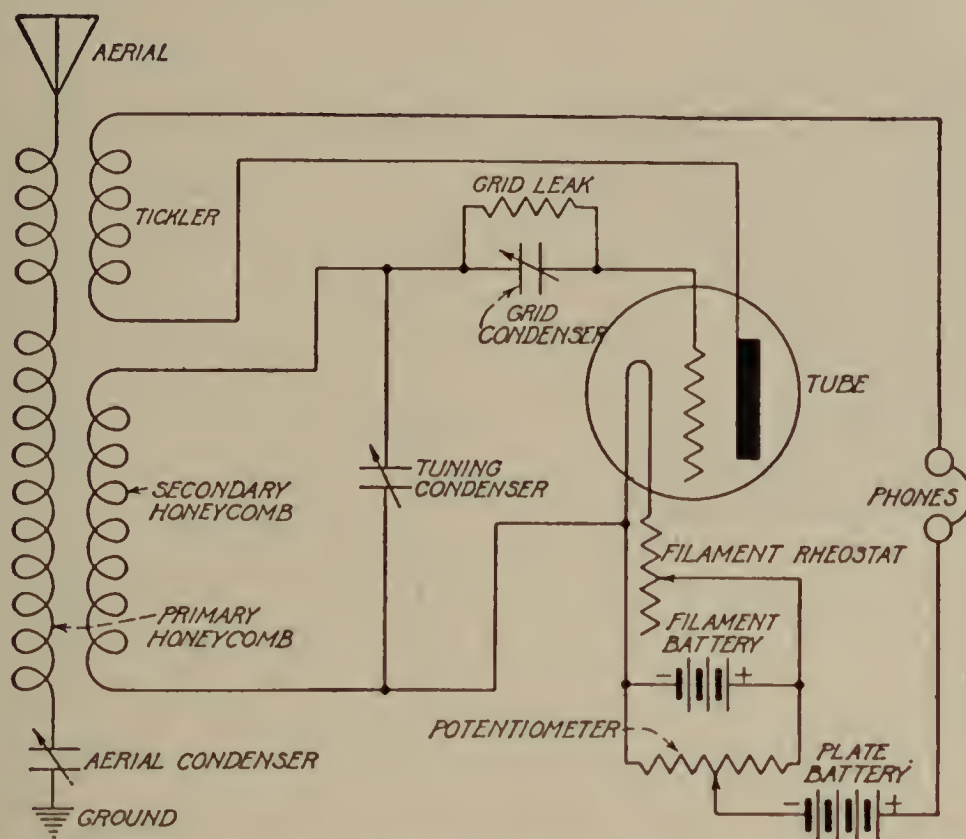 AERIAL
TICKLER
GRID LEAK
GRID
CONDENSER
TUBE
TUNING
CONDENSER
SECONDARY
HONEYCOMB
PHONES
FILAMENT RHEOSTAT
PRIMARY
HONEYCOMB
FILAMENT
BATTERY
- +
POTENTIOMETER
AERIAL CONDENSER
PLATE
BATTERY
- +
GROUND